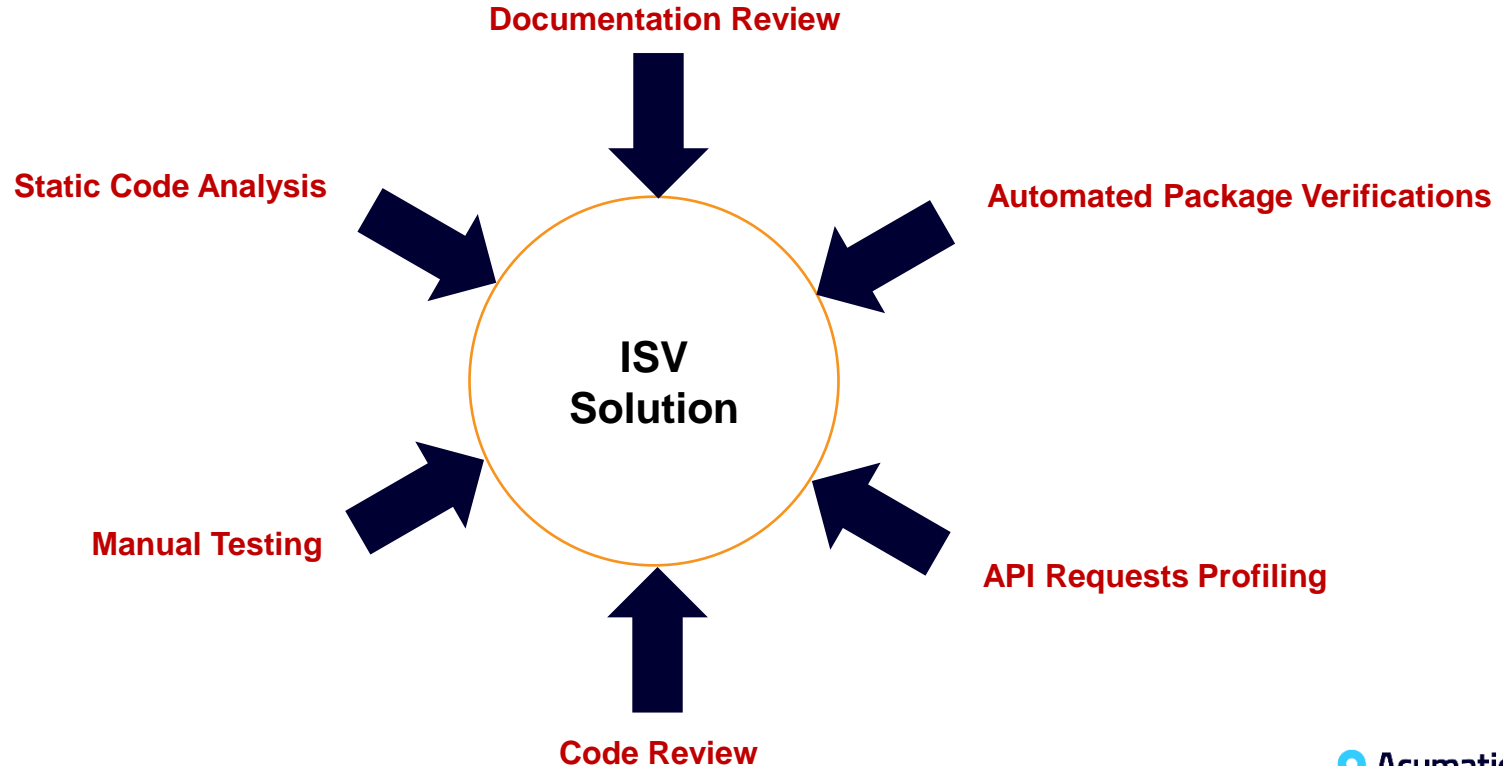 Documentation Review
Static Code Analysis
Automated Package Verifications
ISV
Solution
Manual Testing
API Requests Profiling
Code Review